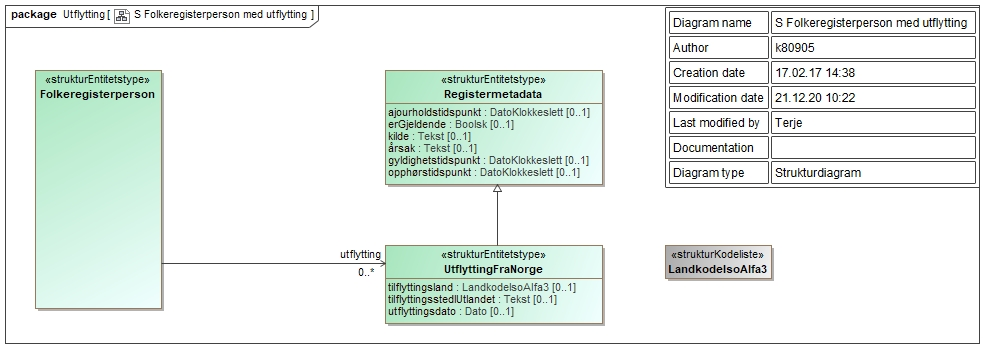 package Utflytting [ S Folkeregisterperson med utflytting ]
Diagram name S Folkeregisterperson med utflytting
Author k80905
Creation date 17.02.17 14:38
Modification date 21.12.20 10:22
Last modified by Terje
Documentation
Diagram type Strukturdiagram
«strukturEntitetstype»
Folkeregisterperson
«strukturEntitetstype»
Registermetadata
ajourholdstidspunkt : DatoKlokkeslett [0..1]
erGjeldende : Boolsk [0..1]
kilde : Tekst [0..1]
årsak : Tekst [0..1]
gyldighetstidspunkt : DatoKlokkeslett [0..1]
opphørstidspunkt : DatoKlokkeslett [0..1]
utflytting
0..*
«strukturEntitetstype»
UtflyttingFraNorge
tilflyttingsland : LandkodeIsoAlfa3 [0..1]
tilflyttingsstedIUtlandet : Tekst [0..1]
utflyttingsdato : Dato [0..1]
«strukturKodeliste»
LandkodeIsoAlfa3